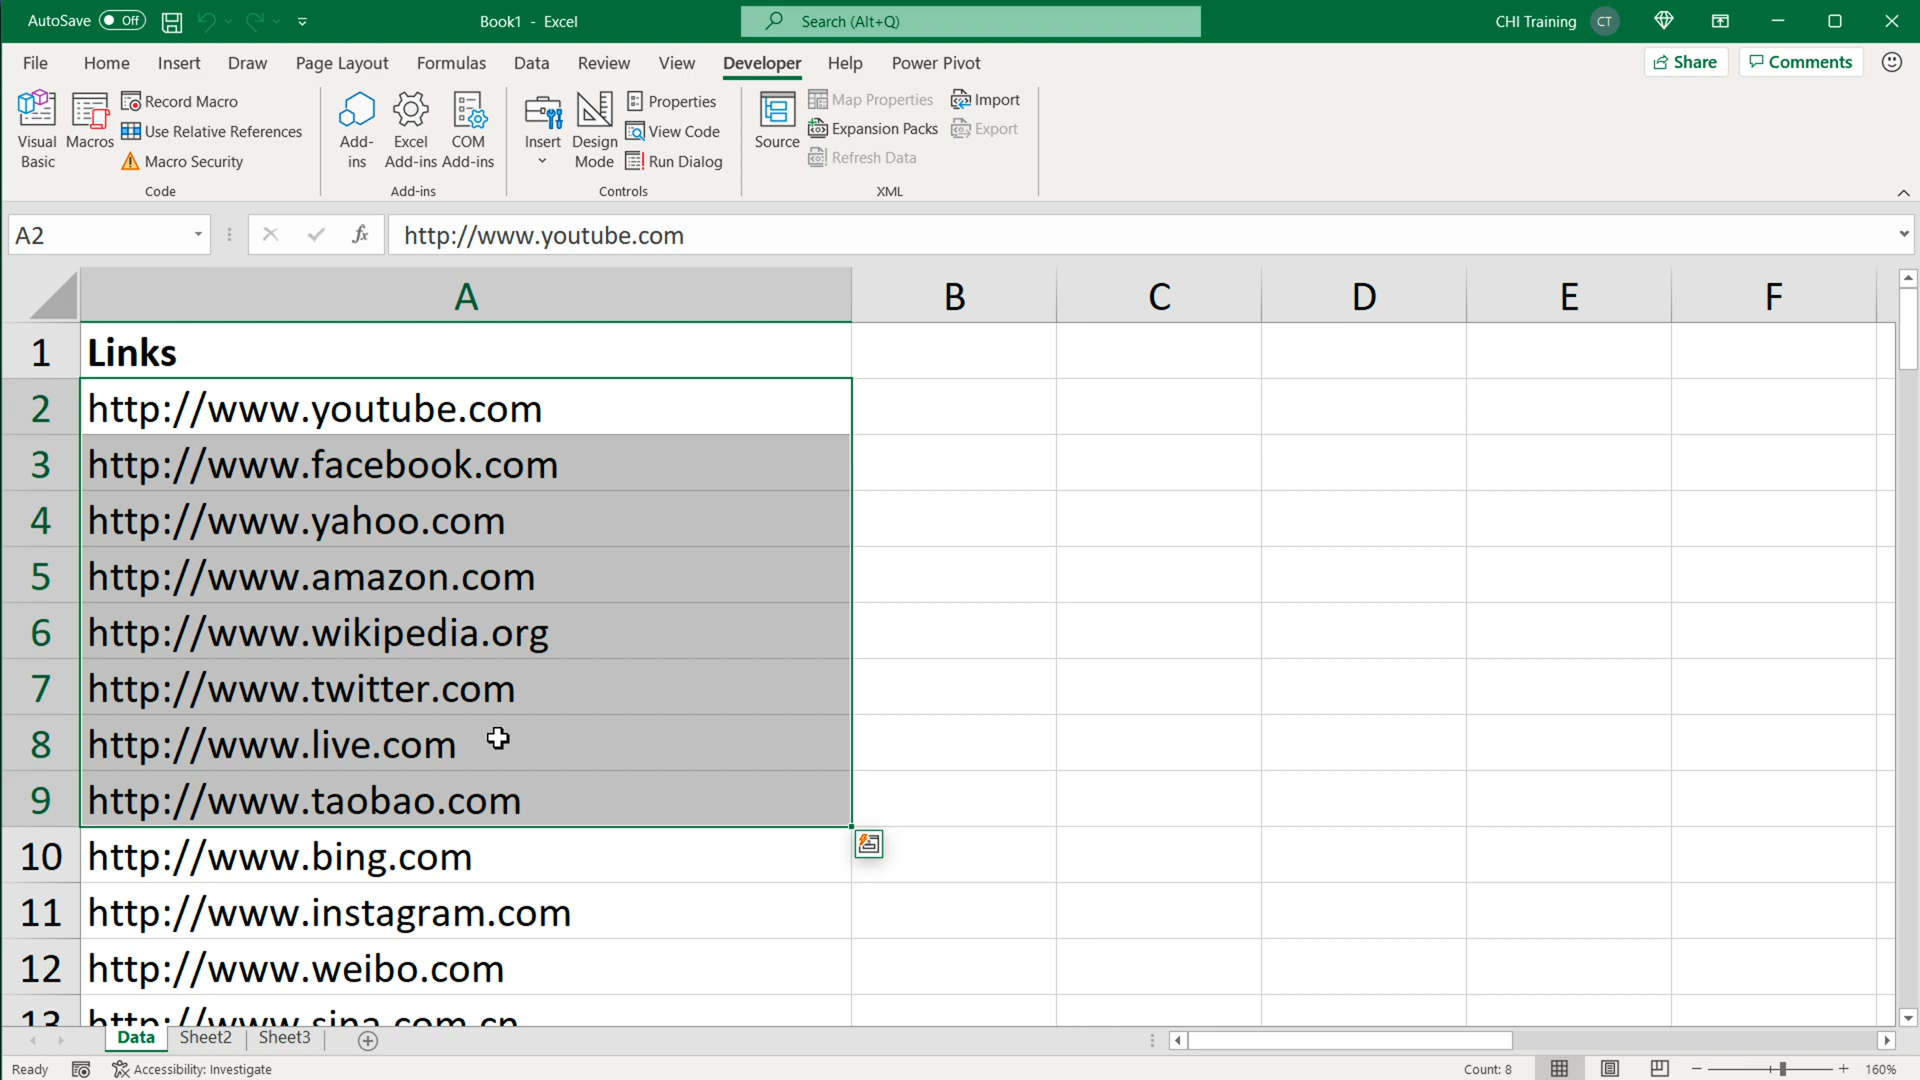 AutoSave Off Book1 - Excel Search (Alt+Q) CHI Training CT
File Home Insert Draw Page Layout Formulas Data Review View Developer Help Power Pivot Share Comments
Visual Basic
Macros
Record Macro
Use Relative References
Macro Security
Code
Add-ins
Excel Add-ins
COM Add-ins
Add-ins
Insert
Design Mode
Properties
View Code
Run Dialog
Controls
Source
Map Properties
Expansion Packs
Refresh Data
Import
Export
XML
A2 fx http://www.youtube.com
A B C D E F
1 Links
2 http://www.youtube.com
3 http://www.facebook.com
4 http://www.yahoo.com
5 http://www.amazon.com
6 http://www.wikipedia.org
7 http://www.twitter.com
8 http://www.live.com
9 http://www.taobao.com
10 http://www.bing.com
11 http://www.instagram.com
12 http://www.weibo.com
13 http://www.sina.com.cn
Data Sheet2 Sheet3
Ready Accessibility: Investigate Count: 8 160%